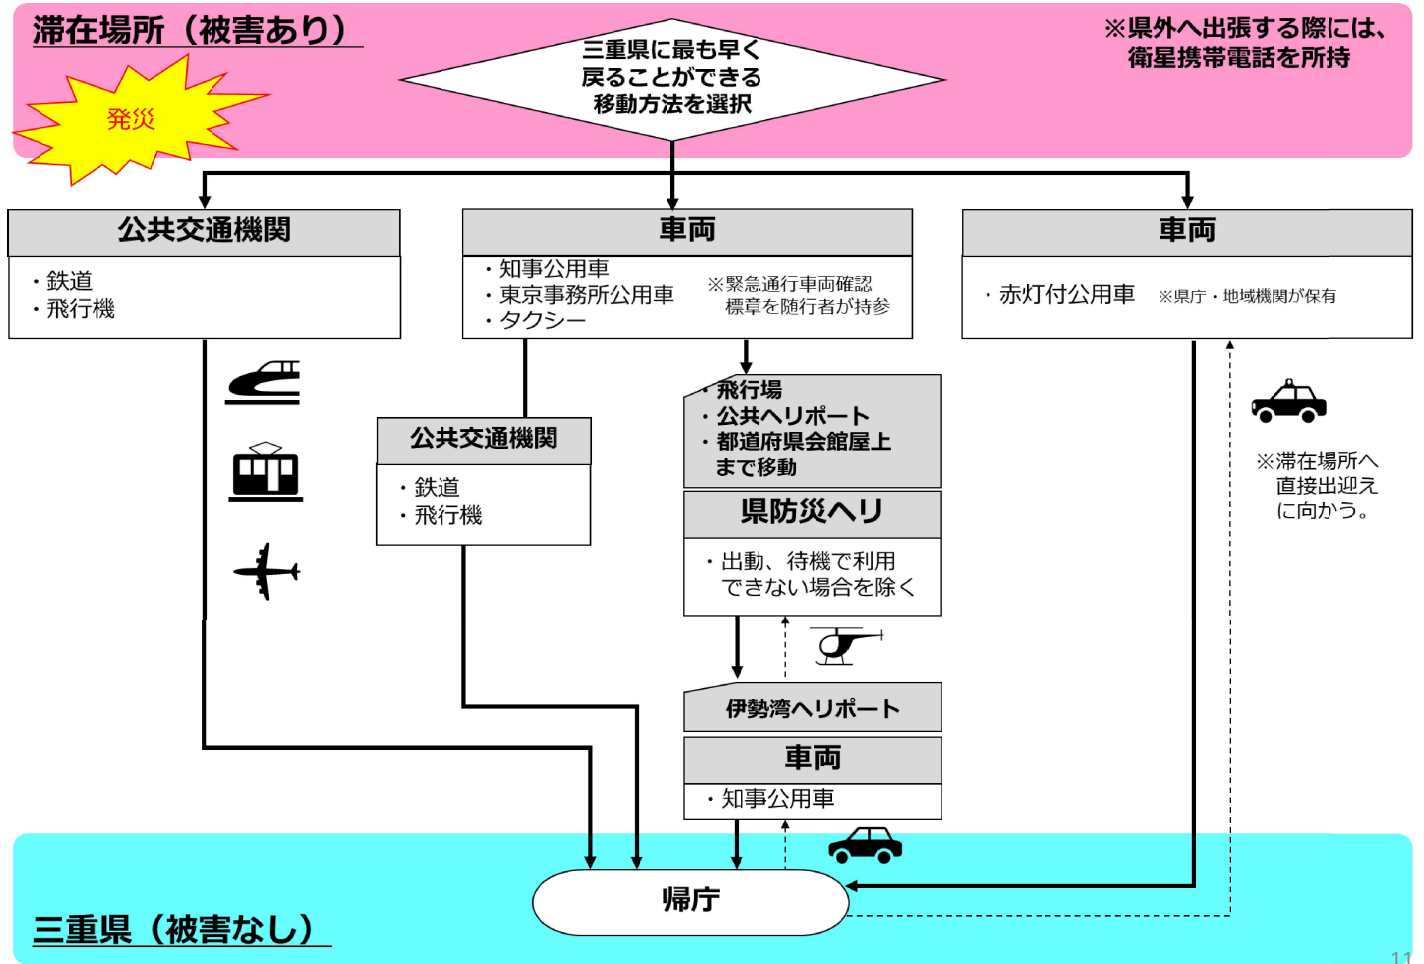 滞在場所（被害あり）
発災
三重県に最も早く
戻ることができる
移動方法を選択
※県外へ出張する際には、
衛星携帯電話を所持
公共交通機関
・鉄道
・飛行機
車両
・知事公用車
・東京事務所公用車
・タクシー
※緊急通行車両確認
標章を随行者が持参
車両
・赤灯付公用車 ※県庁・地域機関が保有
・飛行場
・公共ヘリポート
・都道府県会館屋上
まで移動
公共交通機関
・鉄道
・飛行機
県防災ヘリ
・出動、待機で利用
できない場合を除く
※滞在場所へ
直接出迎え
に向かう。
伊勢湾ヘリポート
車両
・知事公用車
帰庁
三重県（被害なし）
11